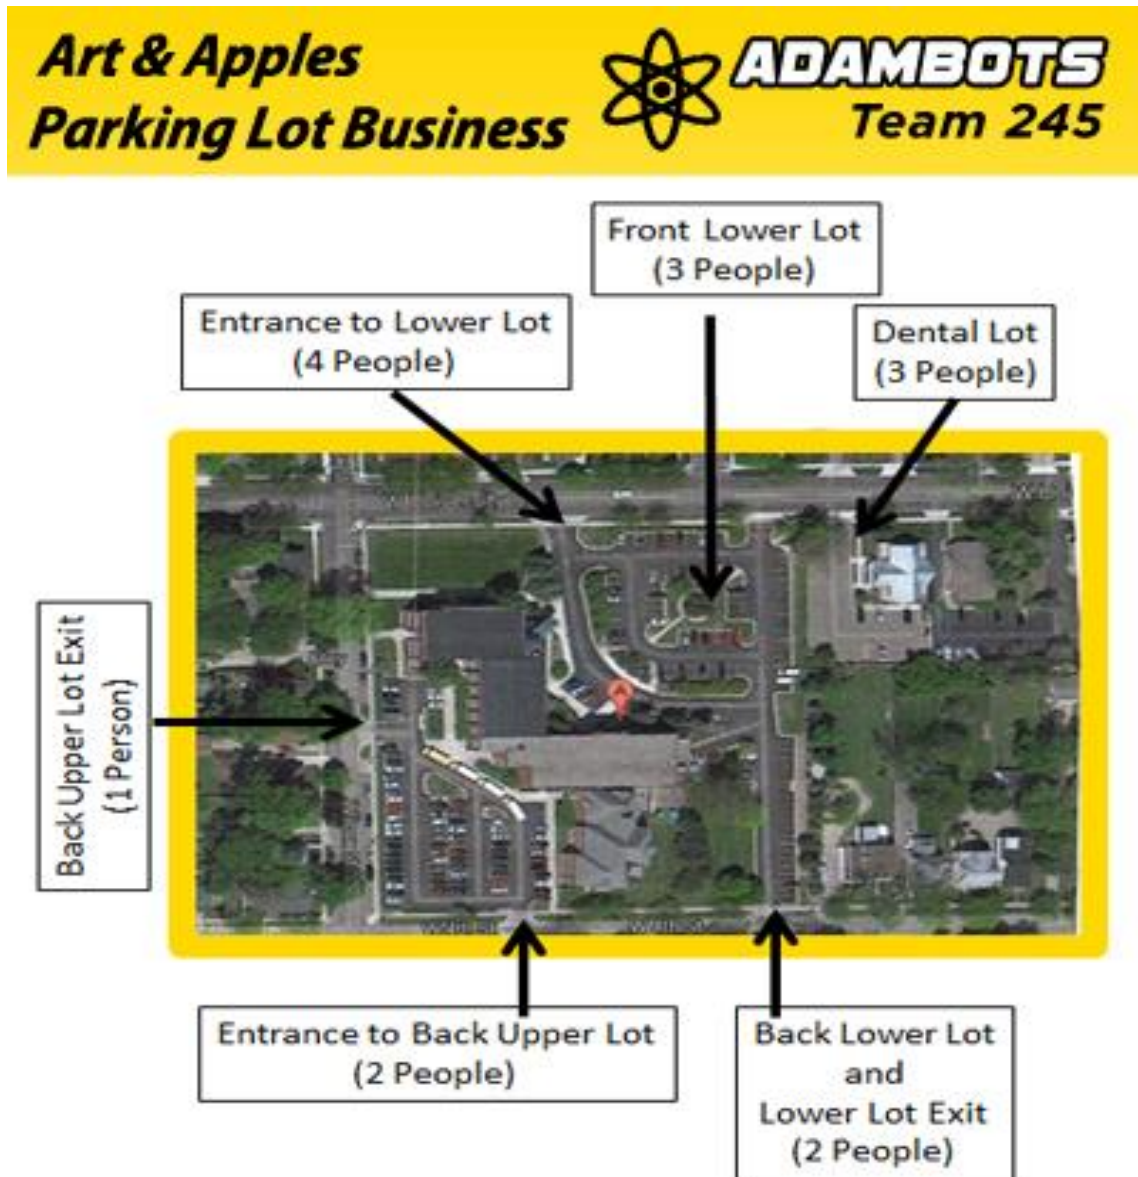 Art & Apples
Parking Lot Business
ADAMBOTS
Team 245
Front Lower Lot
(3 People)
Entrance to Lower Lot
(4 People)
Dental Lot
(3 People)
Back Upper Lot Exit
(1 Person)
Entrance to Back Upper Lot
(2 People)
Back Lower Lot
and
Lower Lot Exit
(2 People)